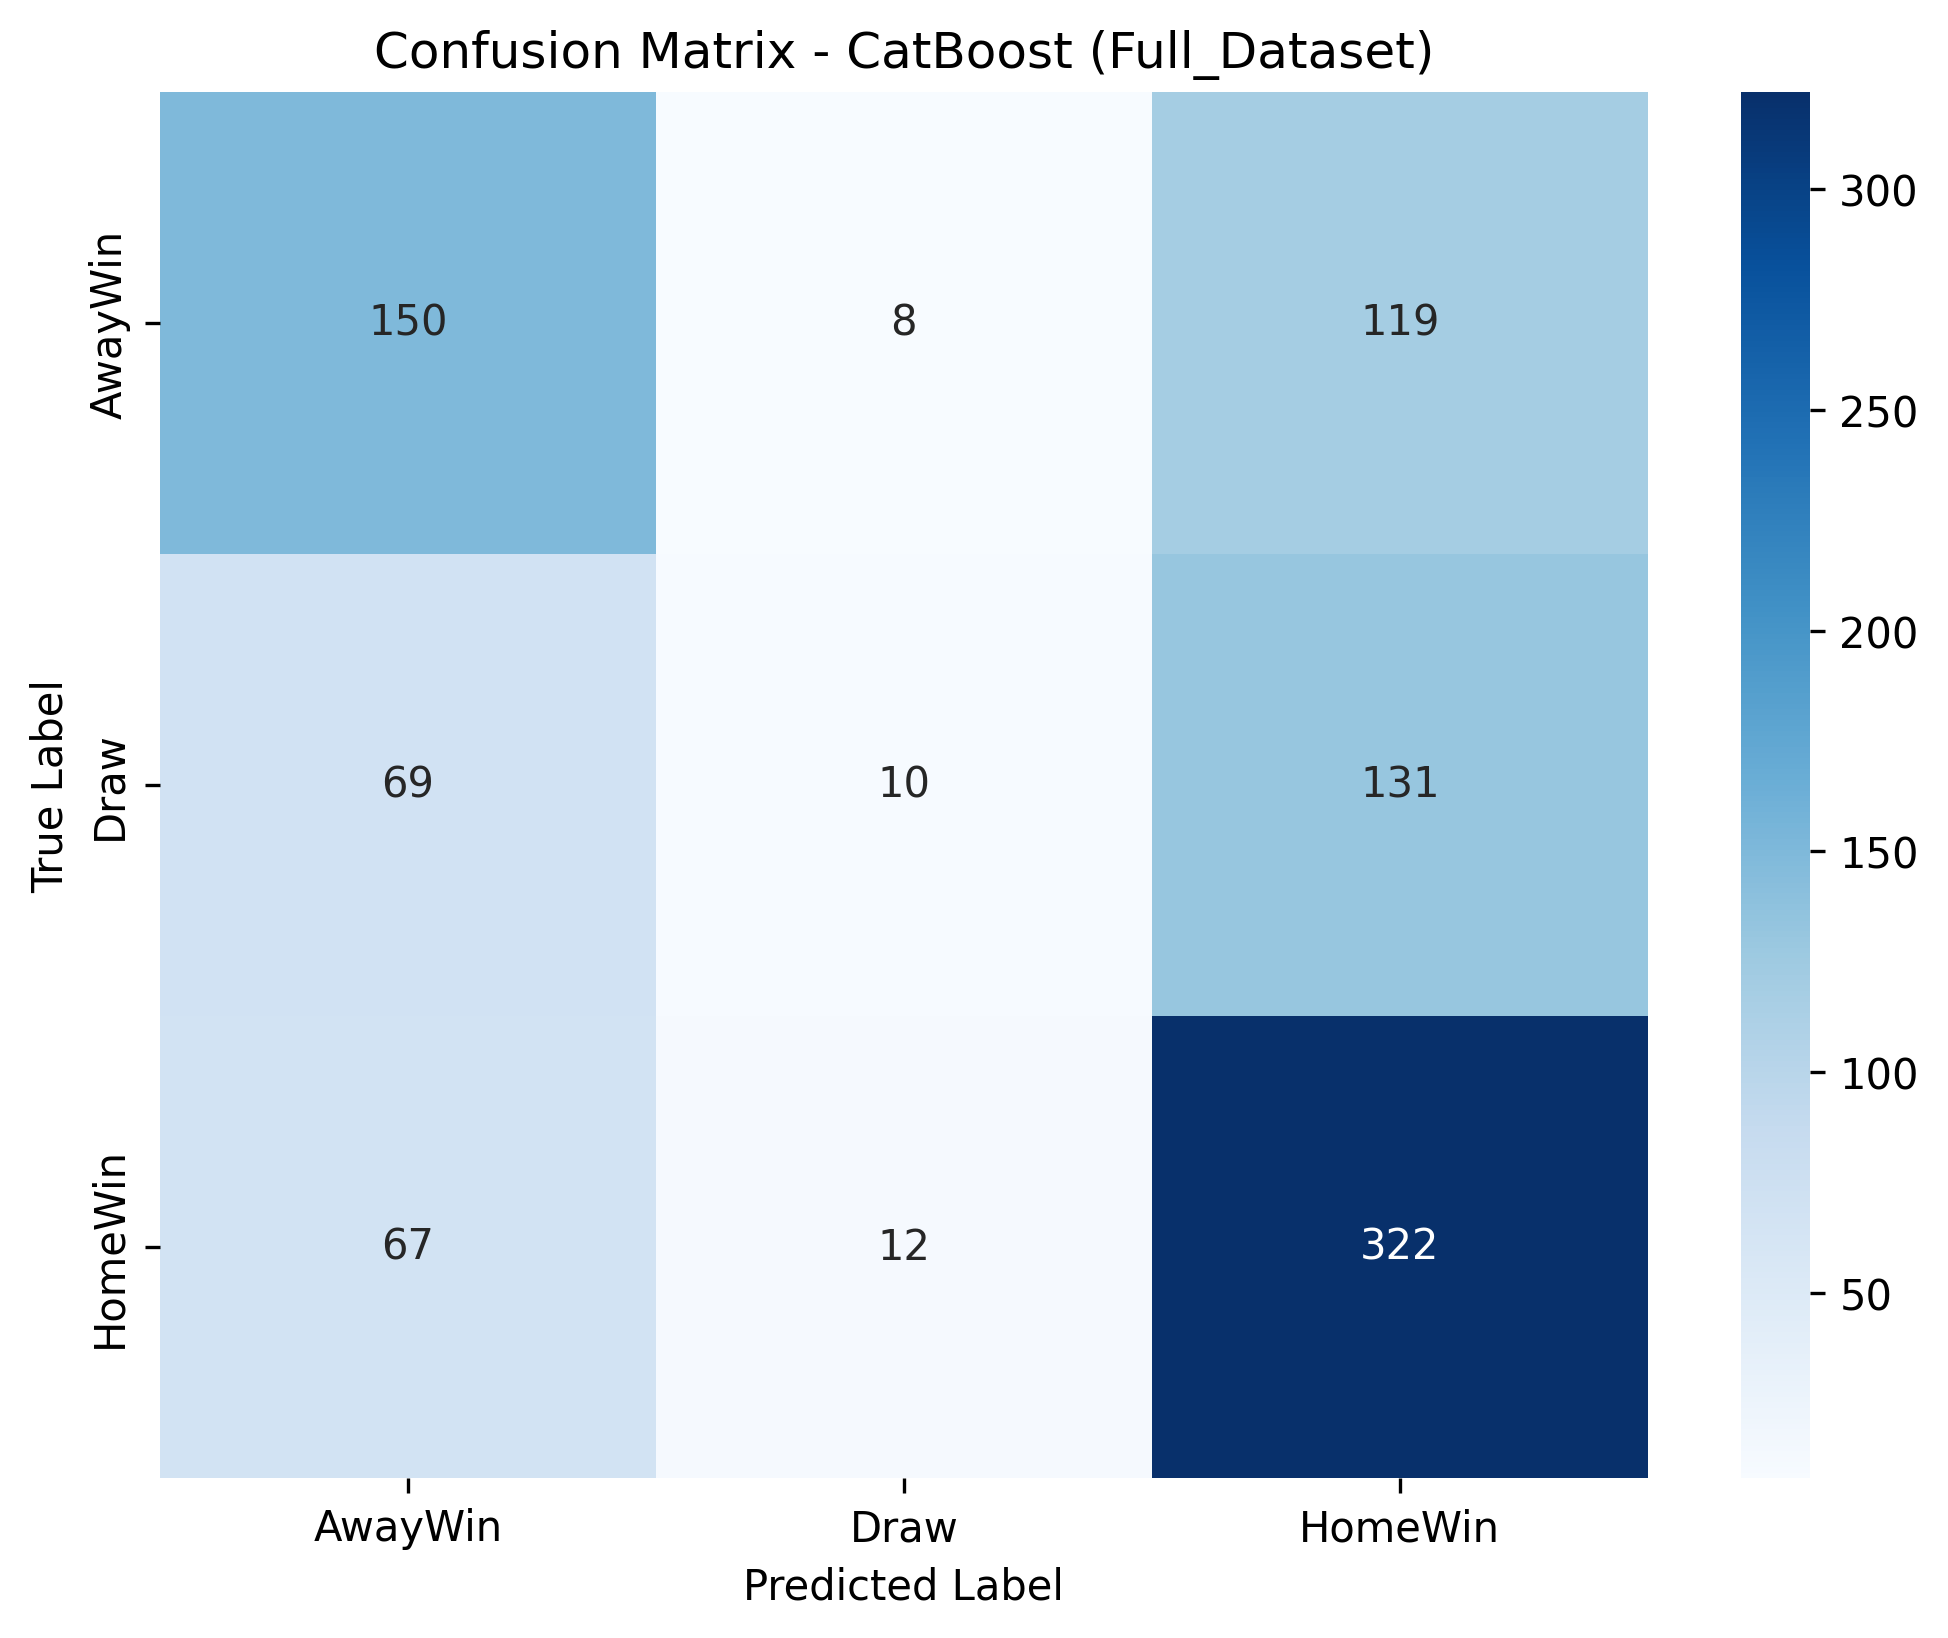 Confusion Matrix - CatBoost (Full_Dataset)
True Label
AwayWin
150 8 119
Draw
69 10 131
HomeWin
67 12 322
AwayWin Draw HomeWin
Predicted Label
300
250
200
150
100
50